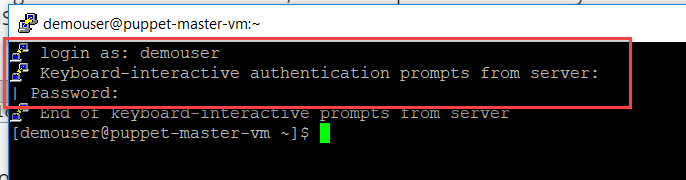 demouser@puppet-master-vm:~
login as: demouser
Keyboard-interactive authentication prompts from server:
| Password:
End of keyboard-interactive prompts from server
[demouser@puppet-master-vm ~]$